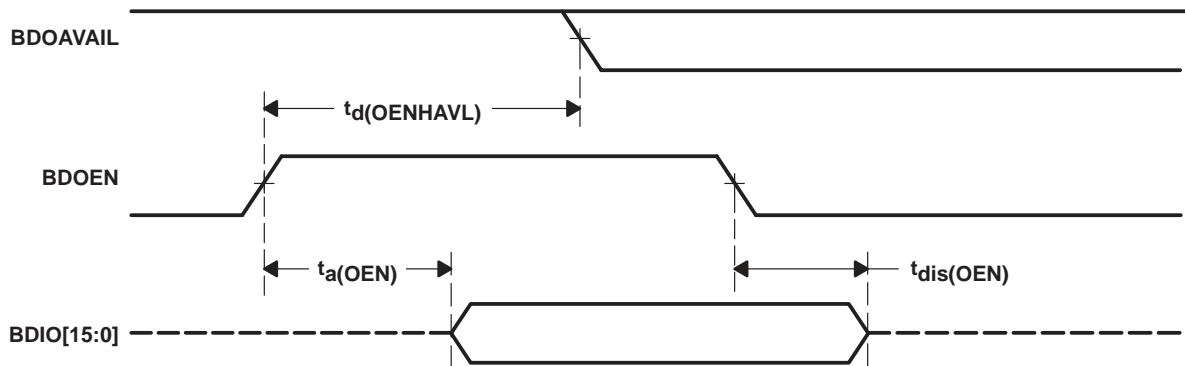 BDOAVAIL
td(OENHAVL)
BDOEN
ta(OEN)
tdis(OEN)
BDIO[15:0]